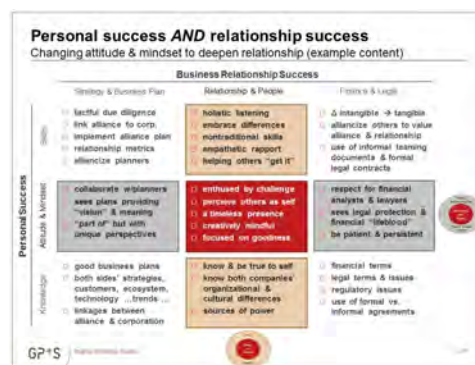 Personal success AND relationship success
Changing attitude & mindset to deepen relationship (example content)
Business Relationship Success
Strategy & Business Plan
Relationship & People
Finance & Legal
Personal Success
Skills
tactful due diligence
link alliance to corp.
implement alliance plan
relationship metrics
alliancize planners
holistic listening
embrace differences
nontraditional skills
empathetic rapport
helping others "get it"
Δ intangible → tangible
alliancize others to value
alliance & relationship
use of informal teaming
documents & formal
legal contracts
Attitude & Mindset
collaborate w/planners
sees plans providing
"vision" & meaning
"part of" but with
unique perspectives
enthused by challenge
perceive others as self
a timeless presence
creatively mindful
focused on goodness
respect for financial
analysts & lawyers
sees legal protection &
financial "lifeblood"
be patient & persistent
Knowledge
good business plans
both sides' strategies,
customers, ecosystem,
technology ...trends ...
linkages between
alliance & corporation
know & be true to self
know both companies'
organizational &
cultural differences
sources of power
financial terms
legal terms & issues
regulatory issues
use of formal vs.
informal agreements
GP+S